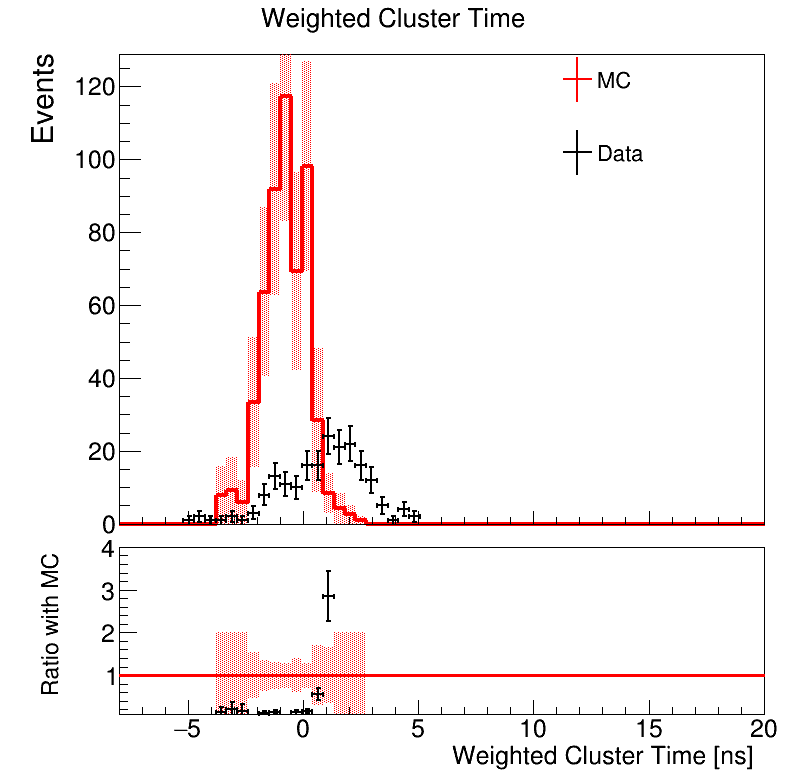 Weighted Cluster Time
Events
120
100
80
60
40
20
0
MC
Data
Ratio with MC
4
3
2
1
−5 0 5 10 15 20
Weighted Cluster Time [ns]